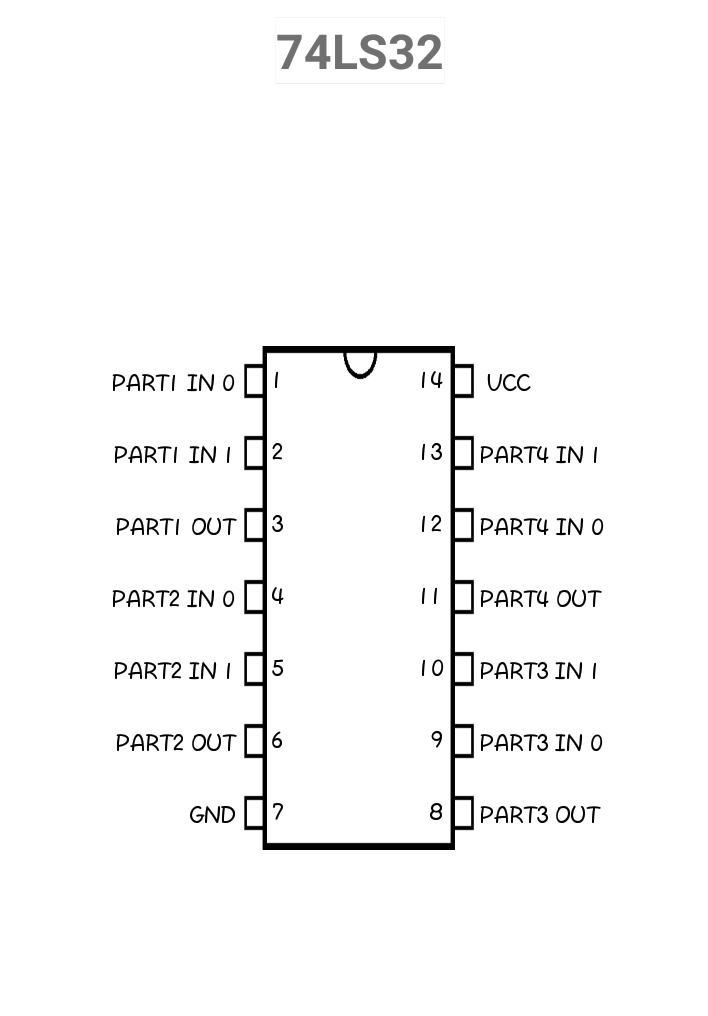 74LS32
PART1 IN 0 1 14 VCC
PART1 IN 1 2 13 PART4 IN 1
PART1 OUT 3 12 PART4 IN 0
PART2 IN 0 4 11 PART4 OUT
PART2 IN 1 5 10 PART3 IN 1
PART2 OUT 6 9 PART3 IN 0
GND 7 8 PART3 OUT